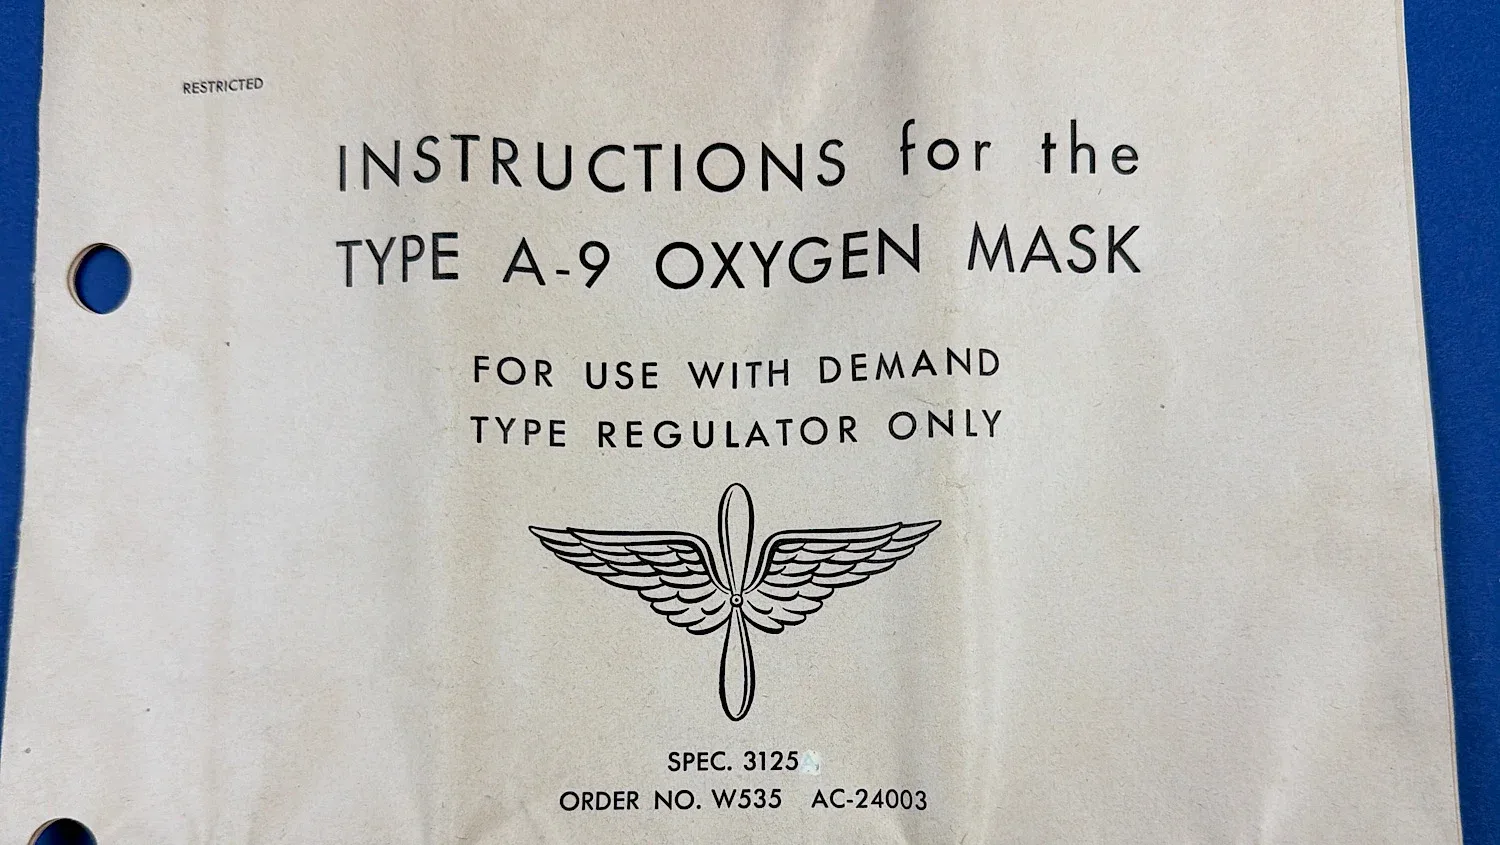 RESTRICTED
INSTRUCTIONS for the
TYPE A-9 OXYGEN MASK
FOR USE WITH DEMAND
TYPE REGULATOR ONLY
SPEC. 3125
ORDER NO. W535 AC-24003